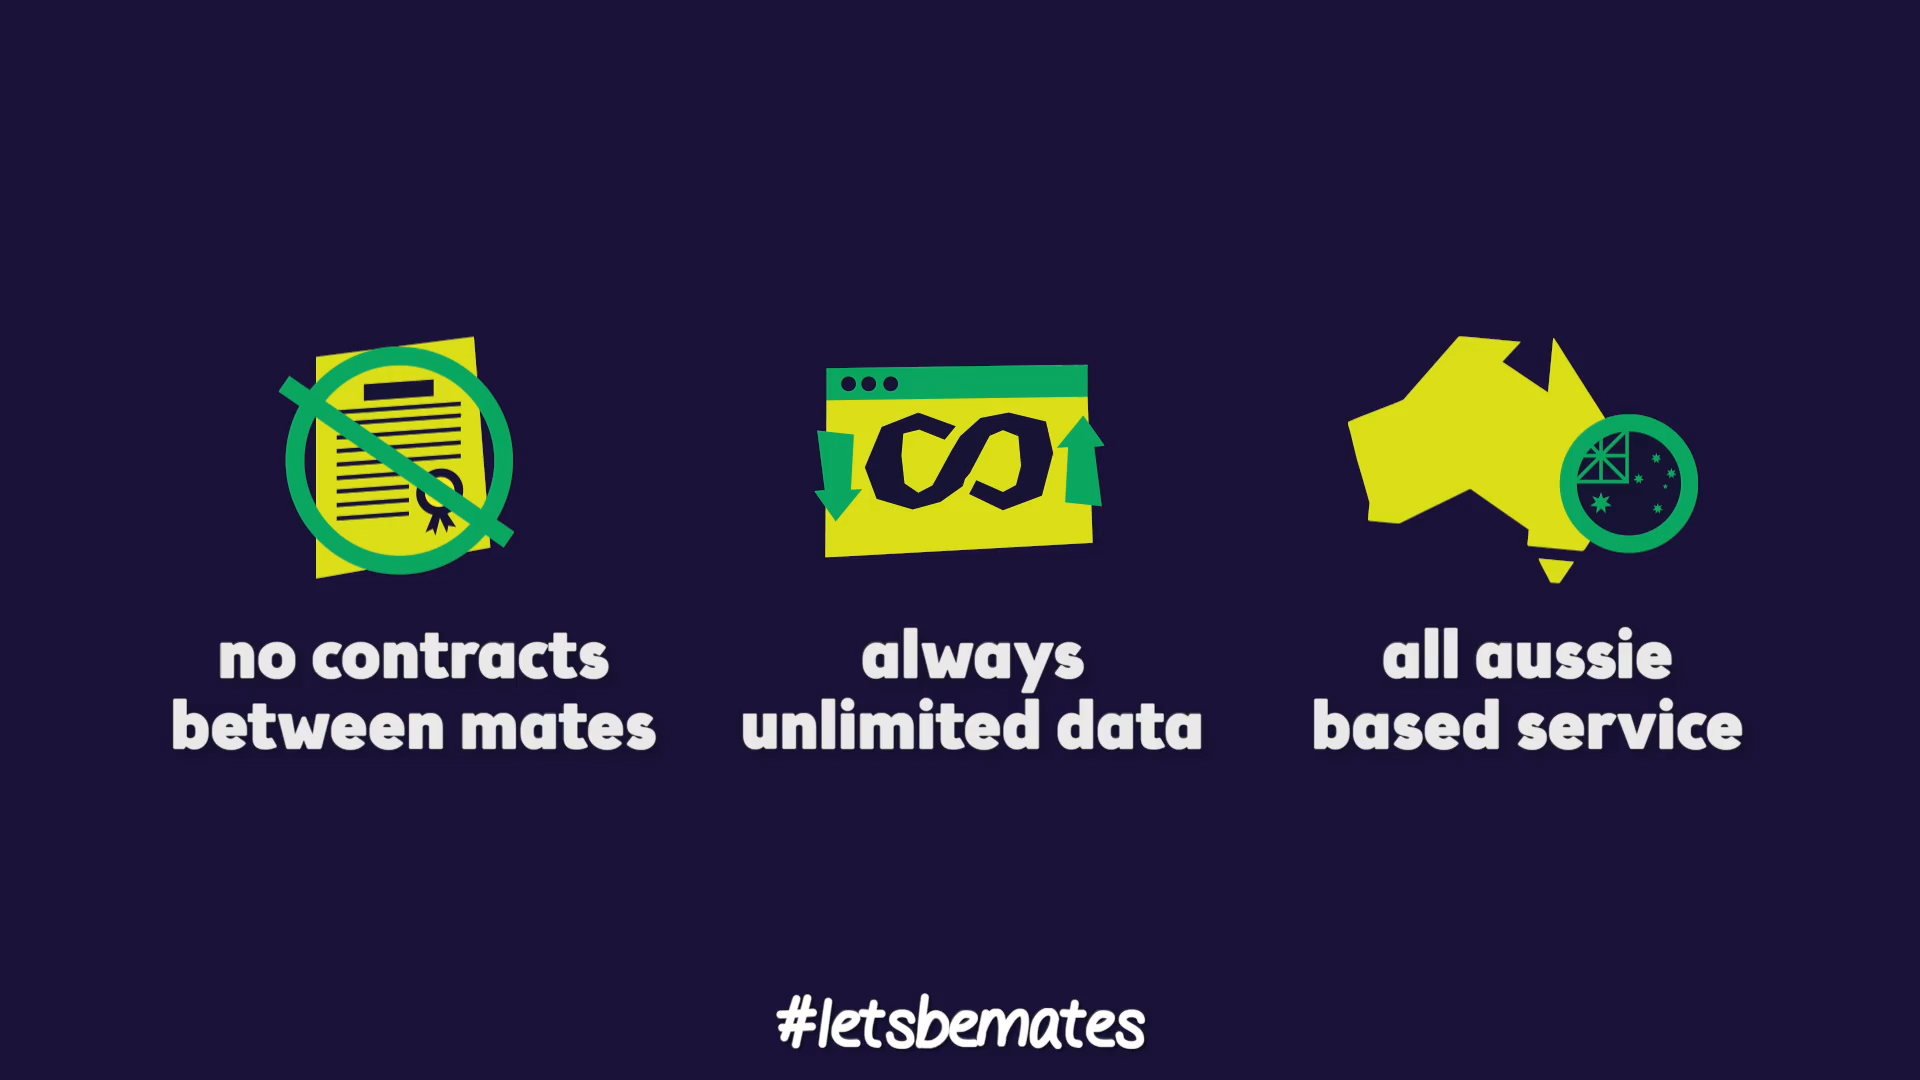 no contracts
between mates
always
unlimited data
all aussie
based service
#letsbemates